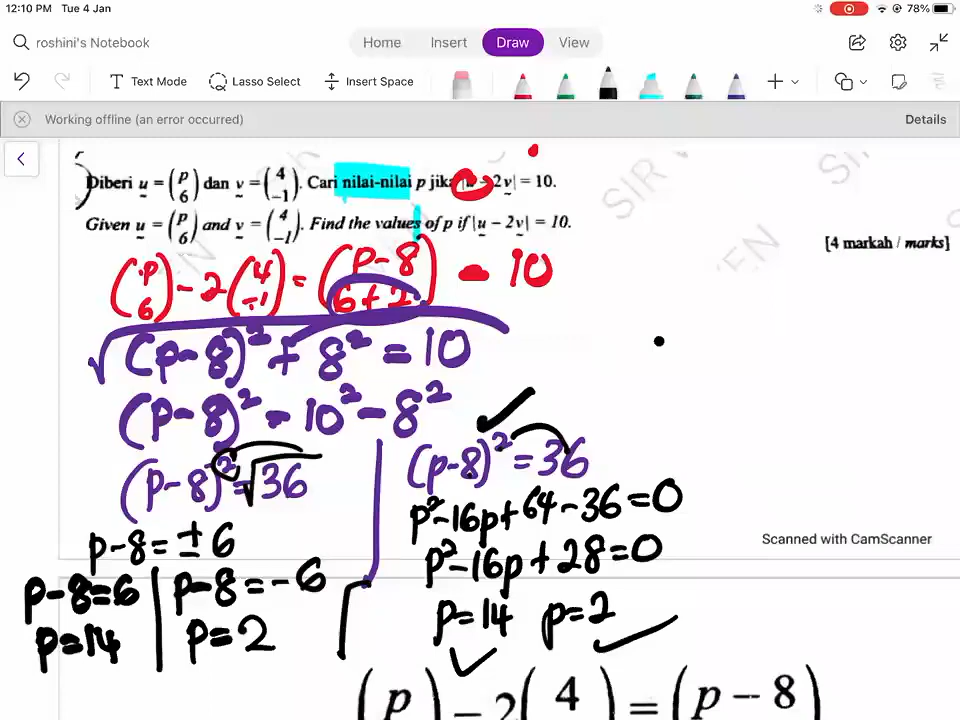 12:10 PM Tue 4 Jan 78%
roshini's Notebook Home Insert Draw View
Text Mode Lasso Select Insert Space
Working offline (an error occurred) Details
Diberi u = (p 6) dan v = (4 −1). Cari nilai-nilai p jika − 2v| = 10.
Given u = (p 6) and v = (4 −1). Find the values of p if |u − 2v| = 10.
[4 markah / marks]
(p 6) − 2(4 −1) = (p−8 6+2) 10
√(p−8)² + 8² = 10
(p−8)² = 10² − 8²
(p−8)² = √36
p−8 = ±6
p−8=6 p−8=−6
p=14 p=2
(p−8)² = 36
p²−16p+64−36=0
p²−16p+28=0
p=14 p=2
Scanned with CamScanner
(p) − 2(4) = (p − 8)
SIR